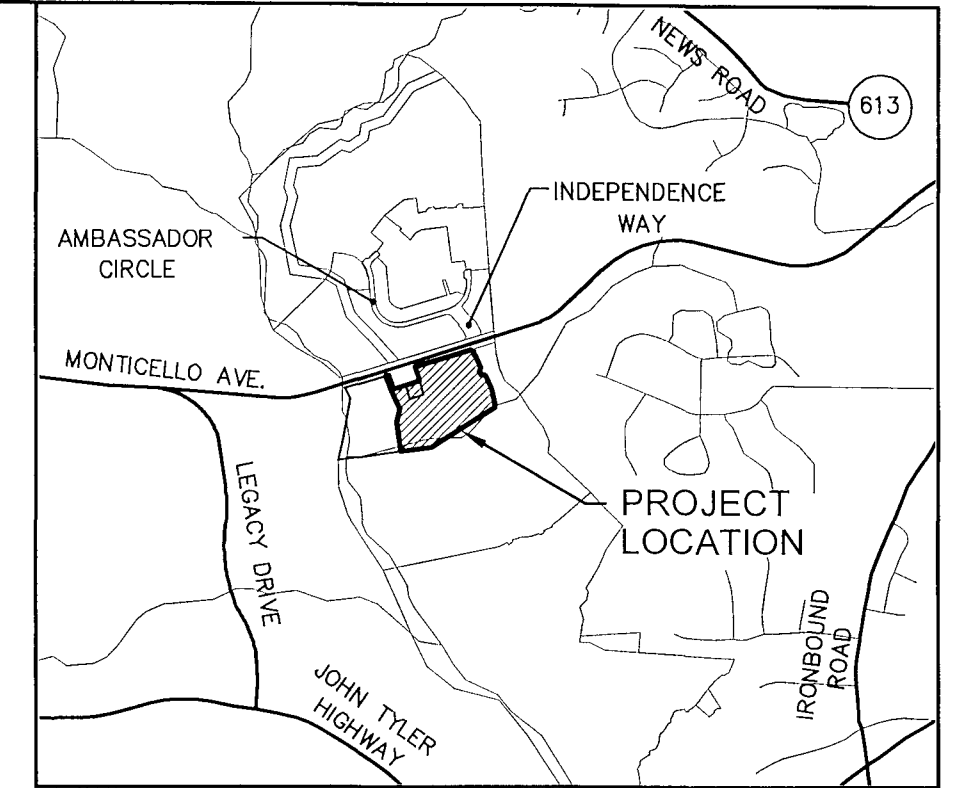 NEWS ROAD
613
INDEPENDENCE
WAY
AMBASSADOR
CIRCLE
MONTICELLO AVE.
LEGACY DRIVE
PROJECT
LOCATION
IRONBOUND
ROAD
JOHN TYLER
HIGHWAY